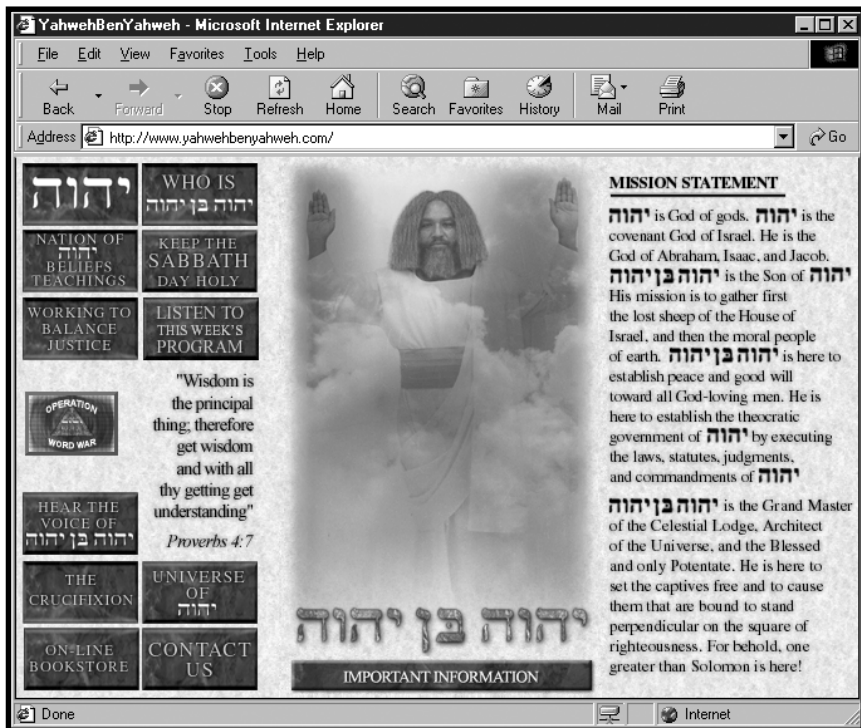 YahwehBenYahweh - Microsoft Internet Explorer
File Edit View Favorites Tools Help
Back Forward Stop Refresh Home Search Favorites History Mail Print
Address http://www.yahwehbenyahweh.com/ Go
יהוה
WHO IS
יהוה בן יהוה
NATION OF
יהוה
BELIEFS
TEACHINGS
KEEP THE
SABBATH
DAY HOLY
WORKING TO
BALANCE
JUSTICE
LISTEN TO
THIS WEEK'S
PROGRAM
OPERATION
WORD WAR
"Wisdom is
the principal
thing; therefore
get wisdom
and with all
thy getting get
understanding"
Proverbs 4:7
HEAR THE
VOICE OF
יהוה בן יהוה
THE
CRUCIFIXION
UNIVERSE
OF
יהוה
ON-LINE
BOOKSTORE
CONTACT
US
יהוה בן יהוה
IMPORTANT INFORMATION
MISSION STATEMENT
יהוה is God of gods. יהוה is the
covenant God of Israel. He is the
God of Abraham, Isaac, and Jacob.
יהוה בן יהוה is the Son of יהוה
His mission is to gather first
the lost sheep of the House of
Israel, and then the moral people
of earth. יהוה בן יהוה is here to
establish peace and good will
toward all God-loving men. He is
here to establish the theocratic
government of יהוה by executing
the laws, statutes, judgments,
and commandments of יהוה
יהוה בן יהוה is the Grand Master
of the Celestial Lodge, Architect
of the Universe, and the Blessed
and only Potentate. He is here to
set the captives free and to cause
them that are bound to stand
perpendicular on the square of
righteousness. For behold, one
greater than Solomon is here!
Done Internet